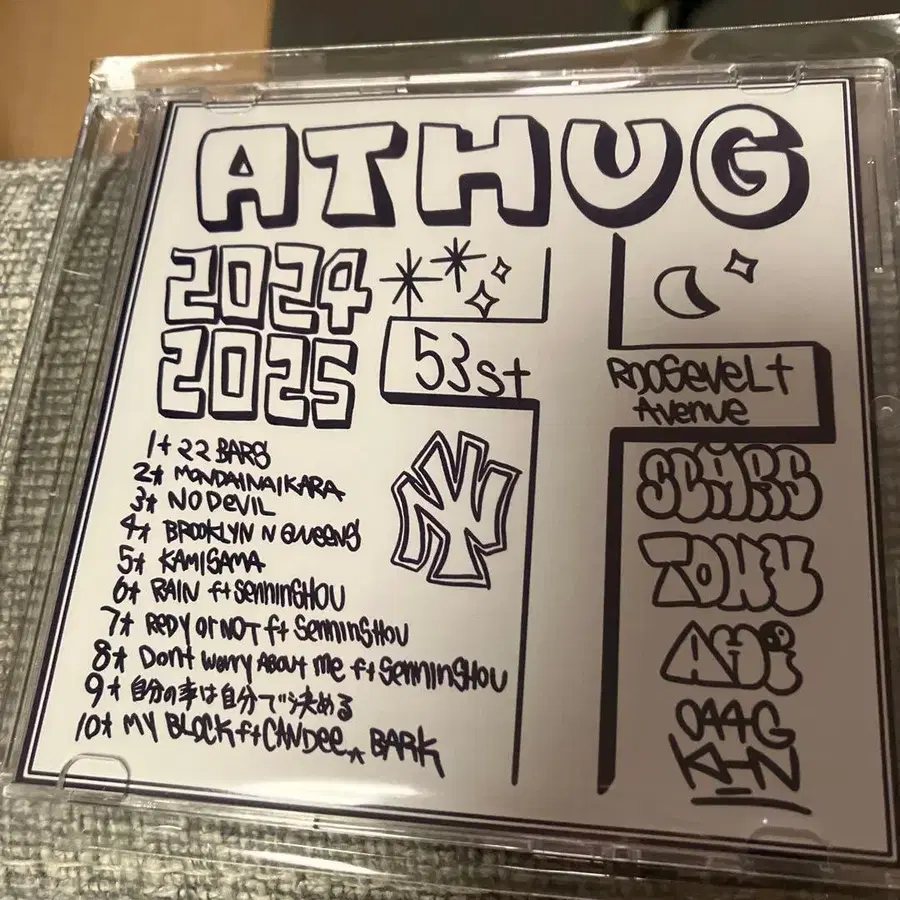 ATHUG
2024
2025
53st
1★ 22 BARS
2★ MONDAINAIKARA
3★ NO DEVIL
4★ BROOKLYN N QUEENS
5★ KAMISAMA
6★ RAIN ft SENNINSHOU
7★ REDY or NOT ft SENNINSHOU
8★ Dont worry About me ft SENNINSHOU
9★ 自分の事は自分で決める
10★ MY BLOCK ft CANDee ★ BARK
NY
RooseveLt
Avenue
SCARS